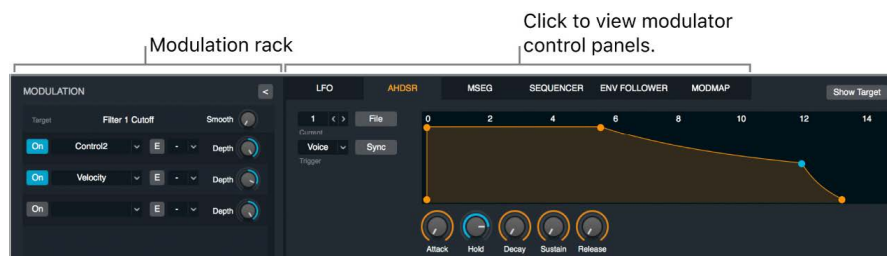 Click to view modulator
control panels.
Modulation rack
MODULATION <
Target Filter 1 Cutoff Smooth
On Control2 E - Depth
On Velocity E - Depth
On E - Depth
LFO AHDSR MSEG SEQUENCER ENV FOLLOWER MODMAP Show Target
1 < > File
Current
Voice Sync
Trigger
0 2 4 6 8 10 12 14
Attack Hold Decay Sustain Release